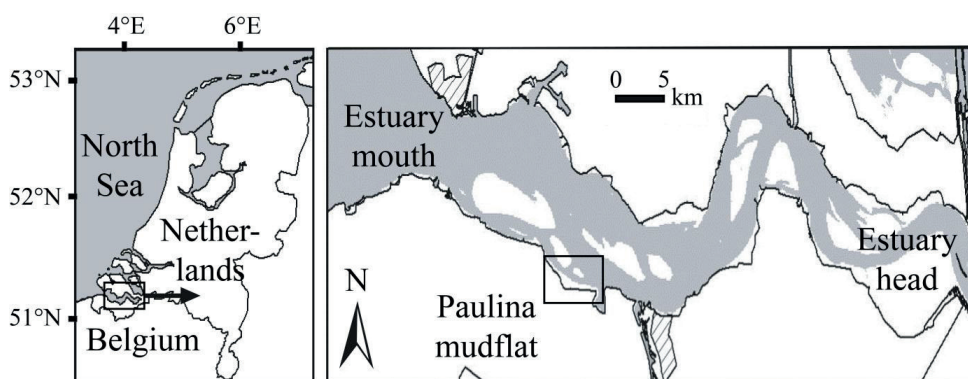 4°E
6°E
53°N
52°N
51°N
North
Sea
Nether-
lands
Belgium
0 5
km
Estuary
mouth
Estuary
head
N
Paulina
mudflat